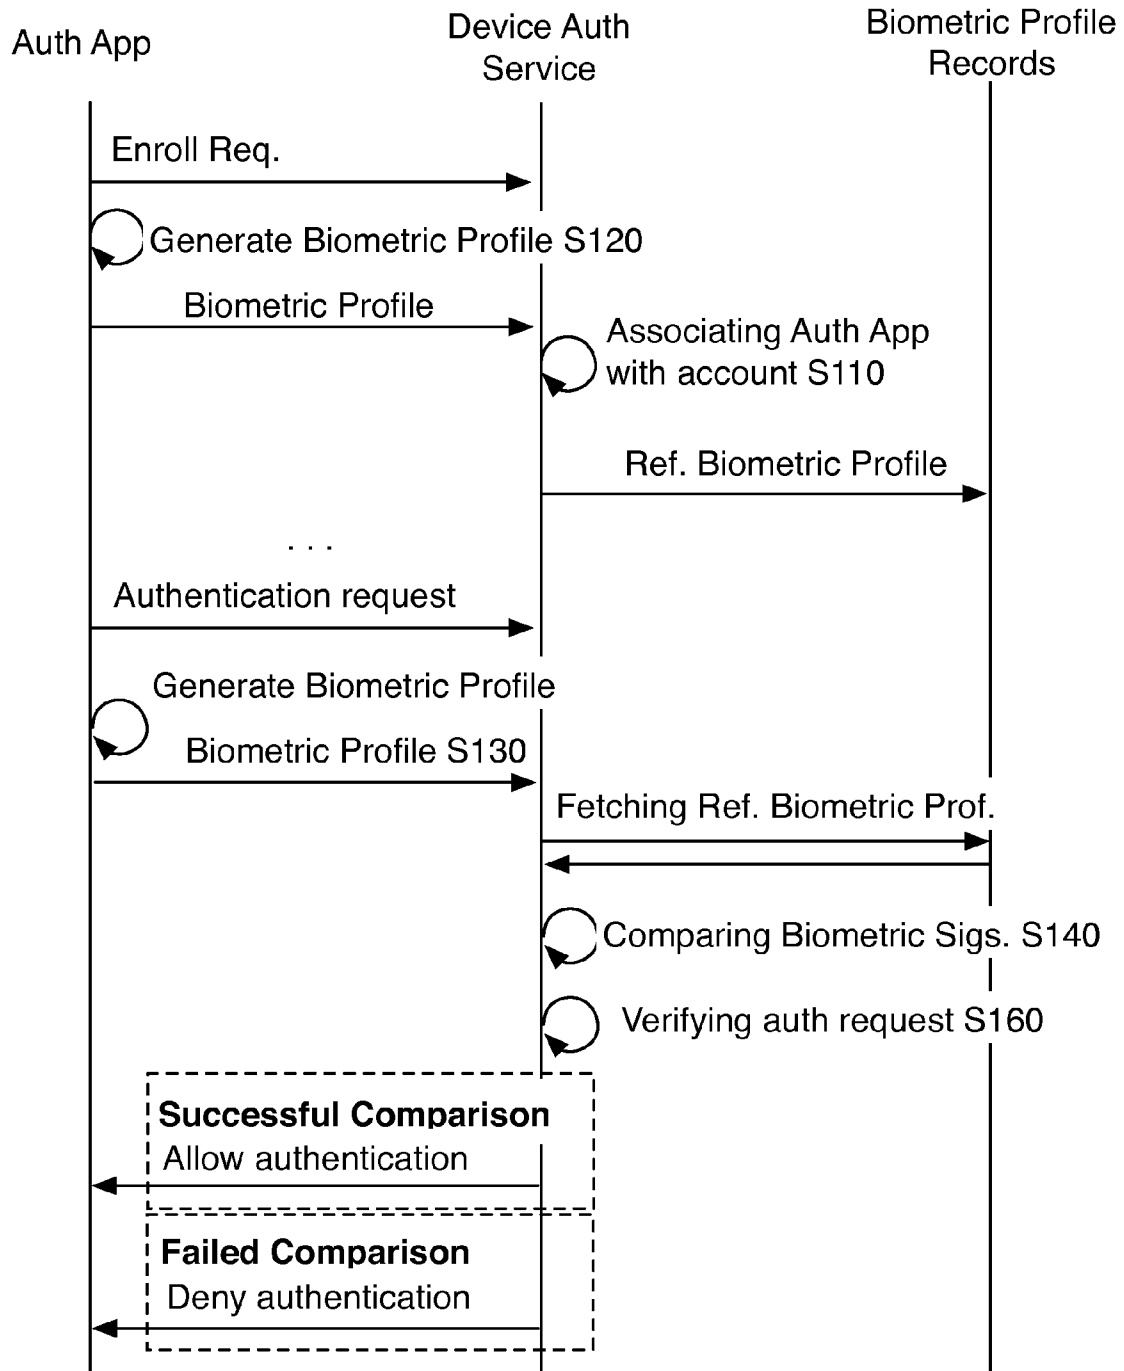 Auth App
Device Auth
Service
Biometric Profile
Records
Enroll Req.
Generate Biometric Profile S120
Biometric Profile
Associating Auth App
with account S110
Ref. Biometric Profile
. . .
Authentication request
Generate Biometric Profile
Biometric Profile S130
Fetching Ref. Biometric Prof.
Comparing Biometric Sigs. S140
Verifying auth request S160
Successful Comparison
Allow authentication
Failed Comparison
Deny authentication